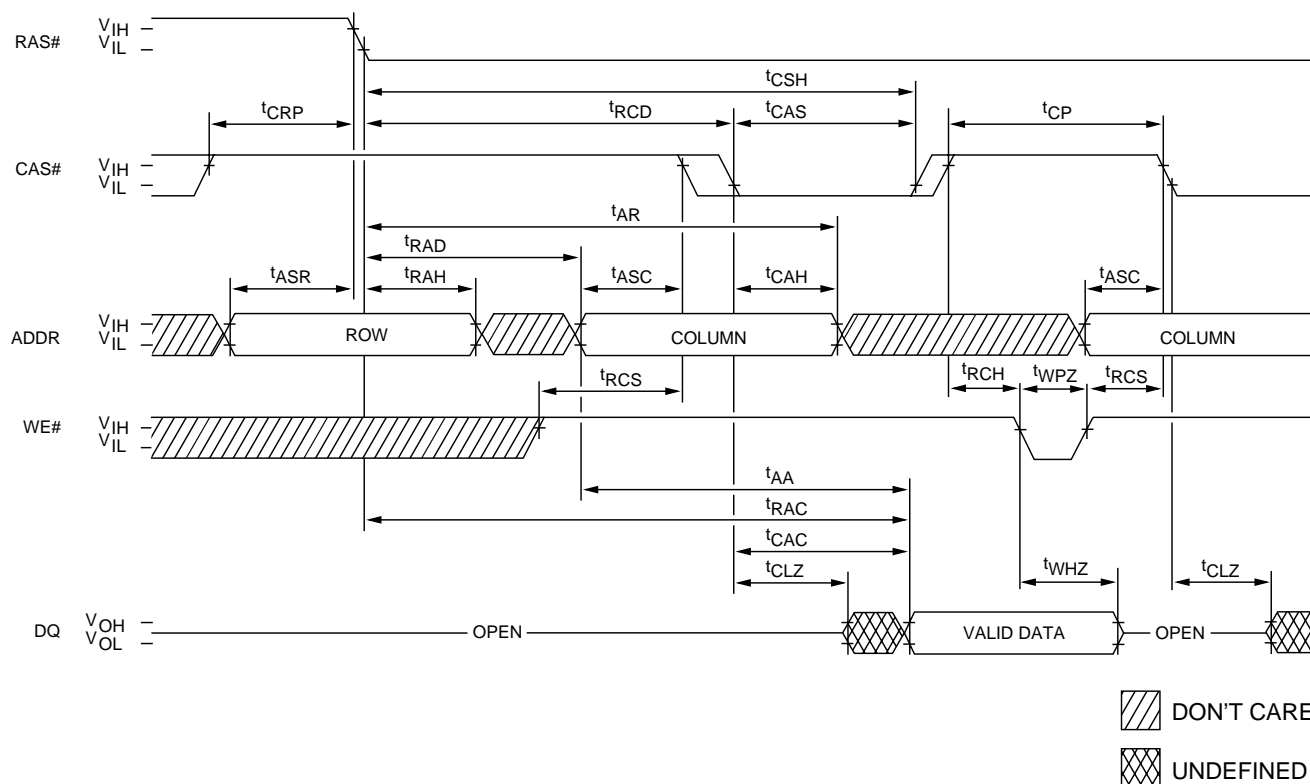 RAS#
VIH
VIL
tCSH
tCRP
tRCD
tCAS
tCP
CAS#
VIH
VIL
tAR
tRAD
tASR
tRAH
tASC
tCAH
tASC
ADDR
VIH
VIL
ROW
COLUMN
COLUMN
tRCS
tRCH
tWPZ
tRCS
WE#
VIH
VIL
tAA
tRAC
tCAC
tCLZ
tWHZ
tCLZ
DQ
VOH
VOL
OPEN
VALID DATA
OPEN
DON'T CARE
UNDEFINED